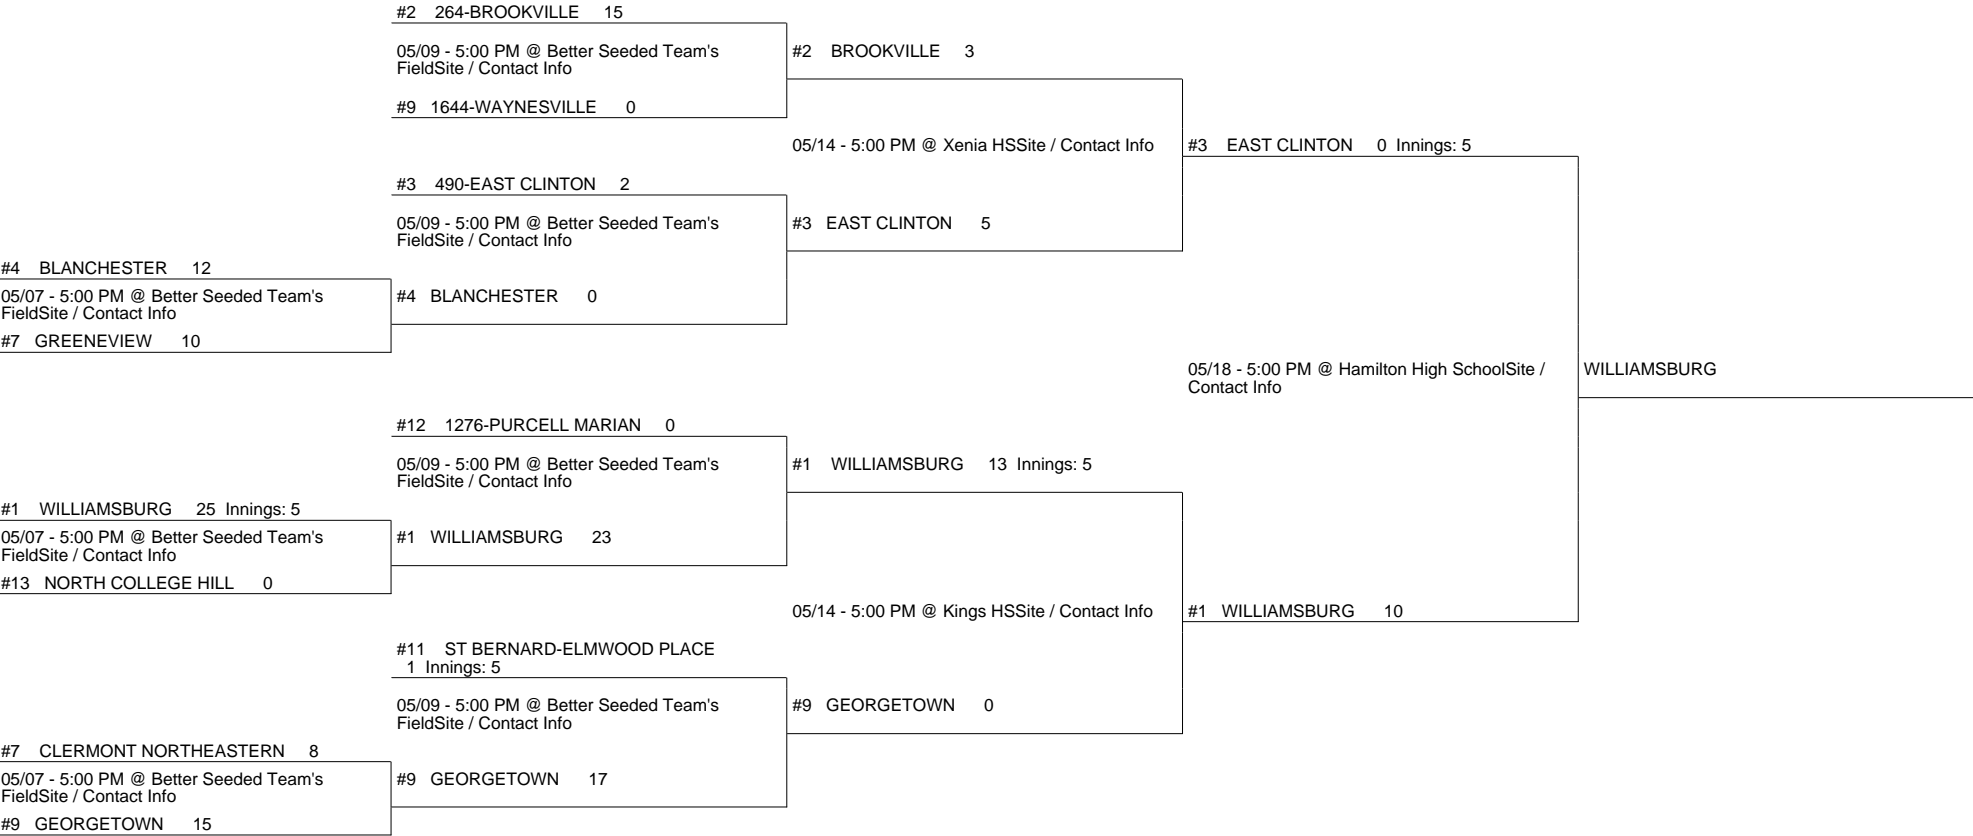 #2 264-BROOKVILLE 15
05/09 - 5:00 PM @ Better Seeded Team's
FieldSite / Contact Info
#9 1644-WAYNESVILLE 0
#2 BROOKVILLE 3
05/14 - 5:00 PM @ Xenia HSSite / Contact Info
#3 EAST CLINTON 0 Innings: 5
#3 490-EAST CLINTON 2
05/09 - 5:00 PM @ Better Seeded Team's
FieldSite / Contact Info
#3 EAST CLINTON 5
#4 BLANCHESTER 12
05/07 - 5:00 PM @ Better Seeded Team's
FieldSite / Contact Info
#7 GREENEVIEW 10
#4 BLANCHESTER 0
05/18 - 5:00 PM @ Hamilton High SchoolSite /
Contact Info
WILLIAMSBURG
#12 1276-PURCELL MARIAN 0
05/09 - 5:00 PM @ Better Seeded Team's
FieldSite / Contact Info
#1 WILLIAMSBURG 13 Innings: 5
#1 WILLIAMSBURG 25 Innings: 5
05/07 - 5:00 PM @ Better Seeded Team's
FieldSite / Contact Info
#13 NORTH COLLEGE HILL 0
#1 WILLIAMSBURG 23
05/14 - 5:00 PM @ Kings HSSite / Contact Info
#1 WILLIAMSBURG 10
#11 ST BERNARD-ELMWOOD PLACE
1 Innings: 5
05/09 - 5:00 PM @ Better Seeded Team's
FieldSite / Contact Info
#9 GEORGETOWN 0
#7 CLERMONT NORTHEASTERN 8
05/07 - 5:00 PM @ Better Seeded Team's
FieldSite / Contact Info
#9 GEORGETOWN 15
#9 GEORGETOWN 17